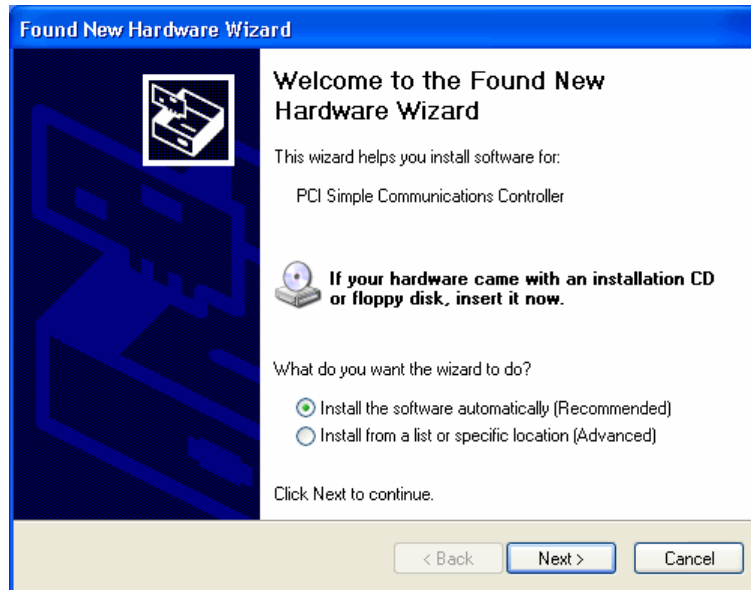 Found New Hardware Wizard
Welcome to the Found New
Hardware Wizard
This wizard helps you install software for:
PCI Simple Communications Controller
If your hardware came with an installation CD
or floppy disk, insert it now.
What do you want the wizard to do?
Install the software automatically (Recommended)
Install from a list or specific location (Advanced)
Click Next to continue.
< Back Next > Cancel